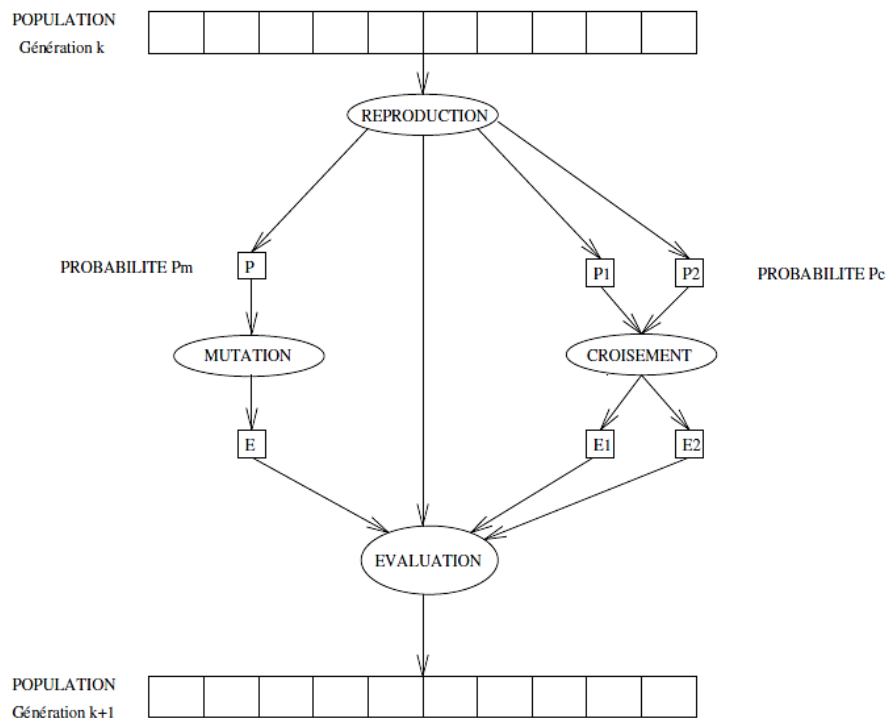 POPULATION
Génération k
REPRODUCTION
PROBABILITE Pm
P
P1
P2
PROBABILITE Pc
MUTATION
CROISEMENT
E
E1
E2
EVALUATION
POPULATION
Génération k+1